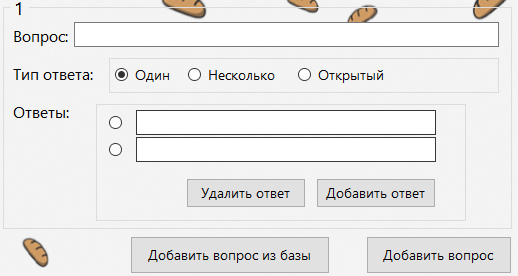 1
Вопрос:
Тип ответа: Один Несколько Открытый
Ответы:
Удалить ответ Добавить ответ
Добавить вопрос из базы Добавить вопрос